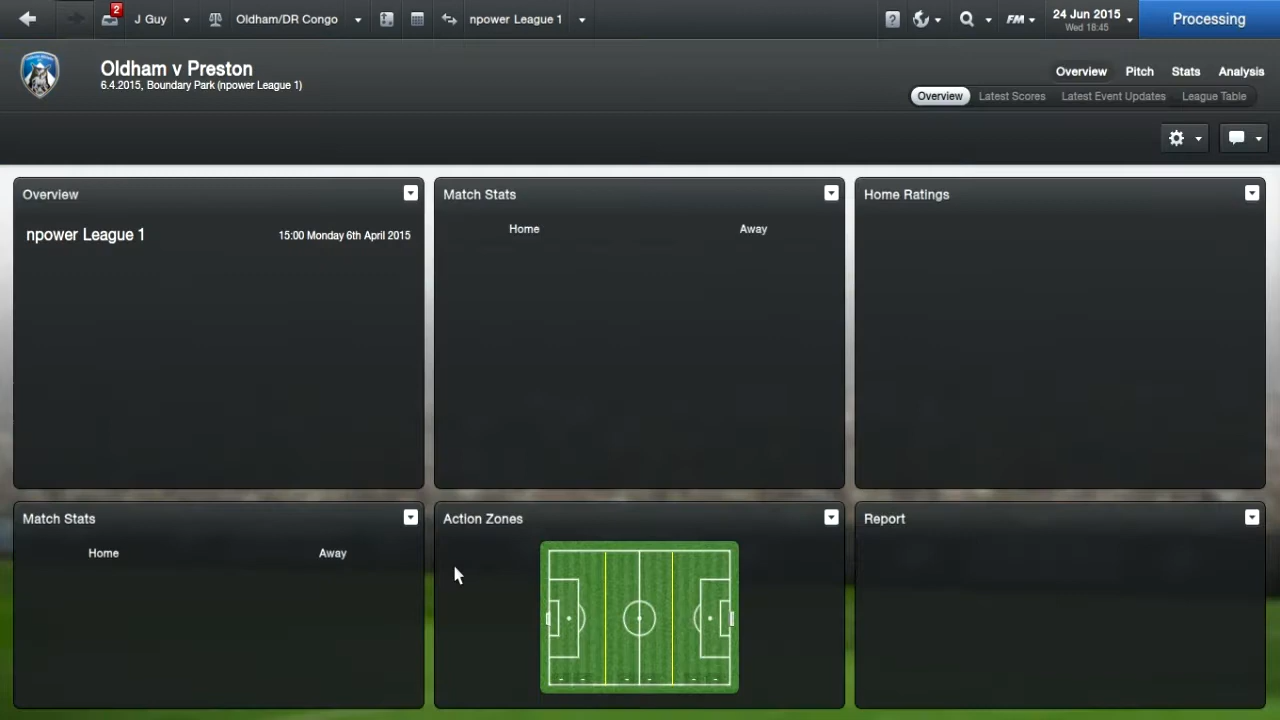 2
J Guy
Oldham/DR Congo
npower League 1
?
FM
24 Jun 2015
Wed 18:45
Processing
Oldham v Preston
6.4.2015, Boundary Park (npower League 1)
Overview Pitch Stats Analysis
Overview Latest Scores Latest Event Updates League Table
Overview
npower League 1 15:00 Monday 6th April 2015
Match Stats
Home Away
Home Ratings
Match Stats
Home Away
Action Zones
- - - - - -
Report